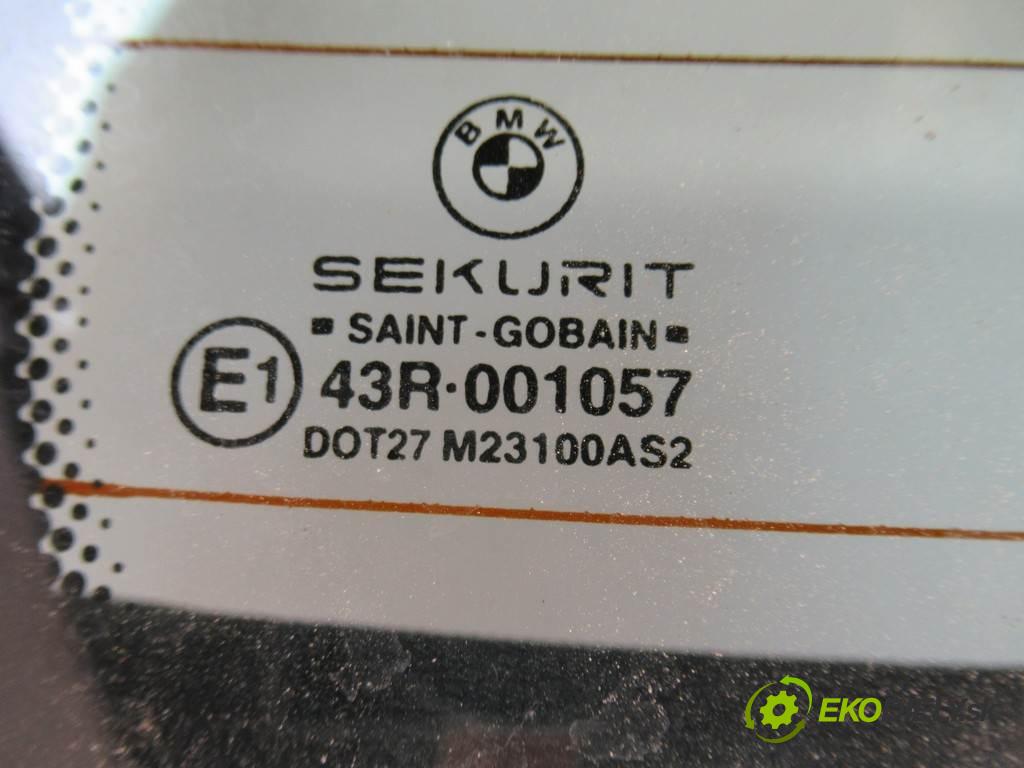 BMW
SEKURIT
SAINT-GOBAIN
E1 43R·001057
DOT27 M23100AS2
EKO